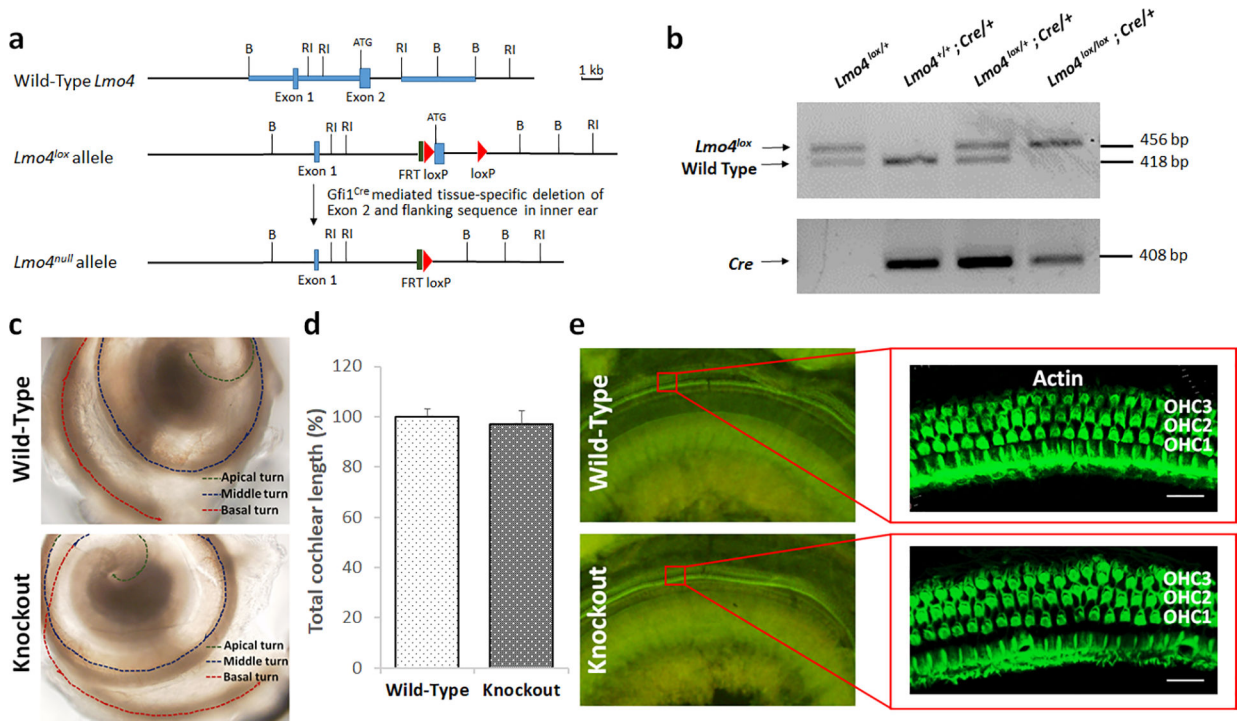 a
B RI RI ATG RI B B RI
Wild-Type Lmo4
1 kb
Exon 1 Exon 2
B RI RI ATG B B RI
Lmo4lox allele
Exon 1 FRT loxP loxP
Gfi1Cre mediated tissue-specific deletion of
Exon 2 and flanking sequence in inner ear
B RI RI B B RI
Lmo4null allele
Exon 1 FRT loxP
b
Lmo4lox/+
Lmo4+/+ ; Cre/+
Lmo4lox/+ ; Cre/+
Lmo4lox/lox ; Cre/+
Lmo4lox
Wild Type
456 bp
418 bp
Cre
408 bp
c
Wild-Type
Apical turn
Middle turn
Basal turn
Knockout
Apical turn
Middle turn
Basal turn
d
Total cochlear length (%)
120
100
80
60
40
20
0
Wild-Type Knockout
e
Wild-Type
Actin
OHC3
OHC2
OHC1
Knockout
OHC3
OHC2
OHC1